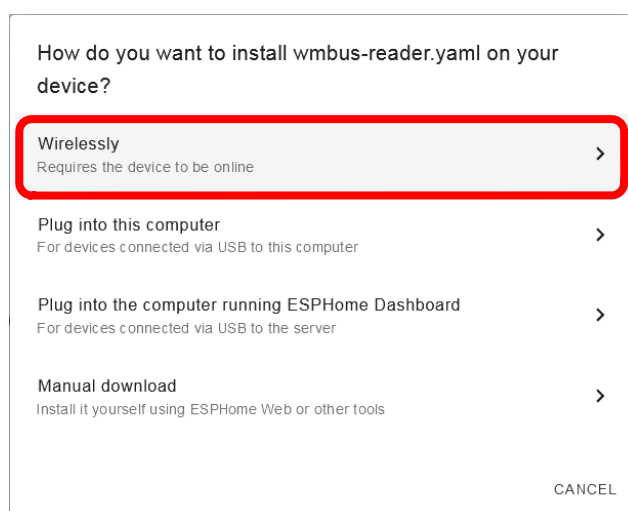 How do you want to install wmbus-reader.yaml on your
device?
Wirelessly
Requires the device to be online
Plug into this computer
For devices connected via USB to this computer
Plug into the computer running ESPHome Dashboard
For devices connected via USB to the server
Manual download
Install it yourself using ESPHome Web or other tools
CANCEL